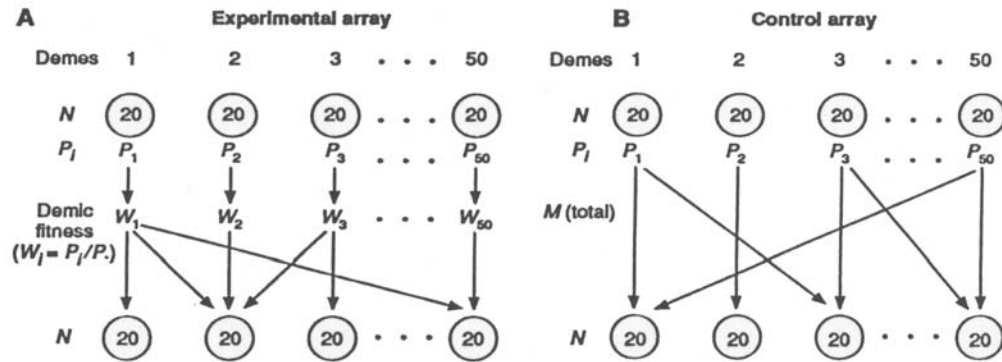 A Experimental array
Demes 1 2 3 · · · 50
N 20 20 20 · · · 20
Pi P1 P2 P3 · · · P50
Demic fitness (Wi = Pi/P.) W1 W2 W3 · · · W50
N 20 20 20 · · · 20
B Control array
Demes 1 2 3 · · · 50
N 20 20 20 · · · 20
Pi P1 P2 P3 · · · P50
M (total)
N 20 20 20 · · · 20